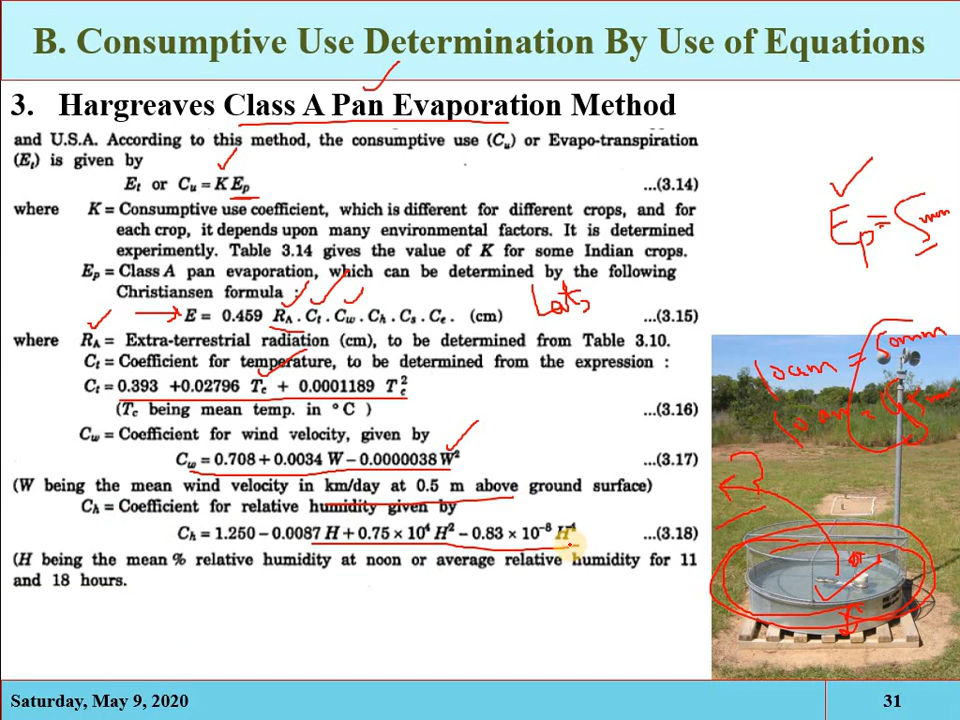 B. Consumptive Use Determination By Use of Equations
3. Hargreaves Class A Pan Evaporation Method
and U.S.A. According to this method, the consumptive use (Cu) or Evapo-transpiration
(Et) is given by
Et or Cu = K Ep ...(3.14)
where K = Consumptive use coefficient, which is different for different crops, and for
each crop, it depends upon many environmental factors. It is determined
experimentally. Table 3.14 gives the value of K for some Indian crops.
Ep = Class A pan evaporation, which can be determined by the following
Christiansen formula :
E = 0.459 RA . Ct . Cw . Ch . Cs . Ce . (cm) ...(3.15)
where RA = Extra-terrestrial radiation (cm), to be determined from Table 3.10.
Ct = Coefficient for temperature, to be determined from the expression :
Ct = 0.393 +0.02796 Tc + 0.0001189 Tc² ...(3.16)
(Tc being mean temp. in °C )
Cw = Coefficient for wind velocity, given by
Cw = 0.708 + 0.0034 W – 0.0000038 W² ...(3.17)
(W being the mean wind velocity in km/day at 0.5 m above ground surface)
Ch = Coefficient for relative humidity given by
Ch = 1.250 – 0.0087 H + 0.75 × 10⁴ H² – 0.83 × 10⁻⁸ H⁴ ...(3.18)
(H being the mean % relative humidity at noon or average relative humidity for 11
and 18 hours.
Ep = 5 mm
10am = 50mm
10am = 45mm
Saturday, May 9, 2020
31